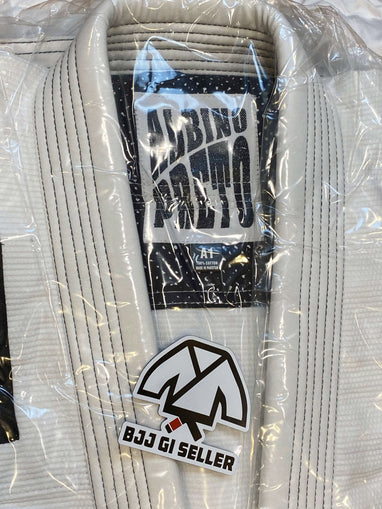 ALBINO
PRETO
A1
100% COTTON
MADE IN PAKISTAN
BJJ GI SELLER